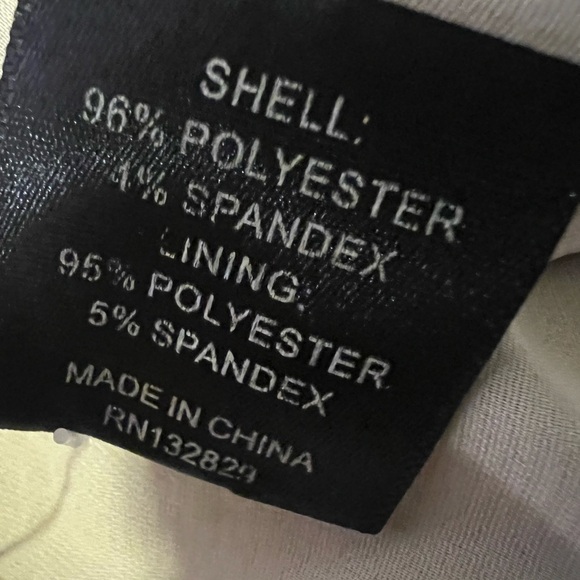 SHELL:
96% POLYESTER
4% SPANDEX
LINING:
95% POLYESTER
5% SPANDEX
MADE IN CHINA
RN132829